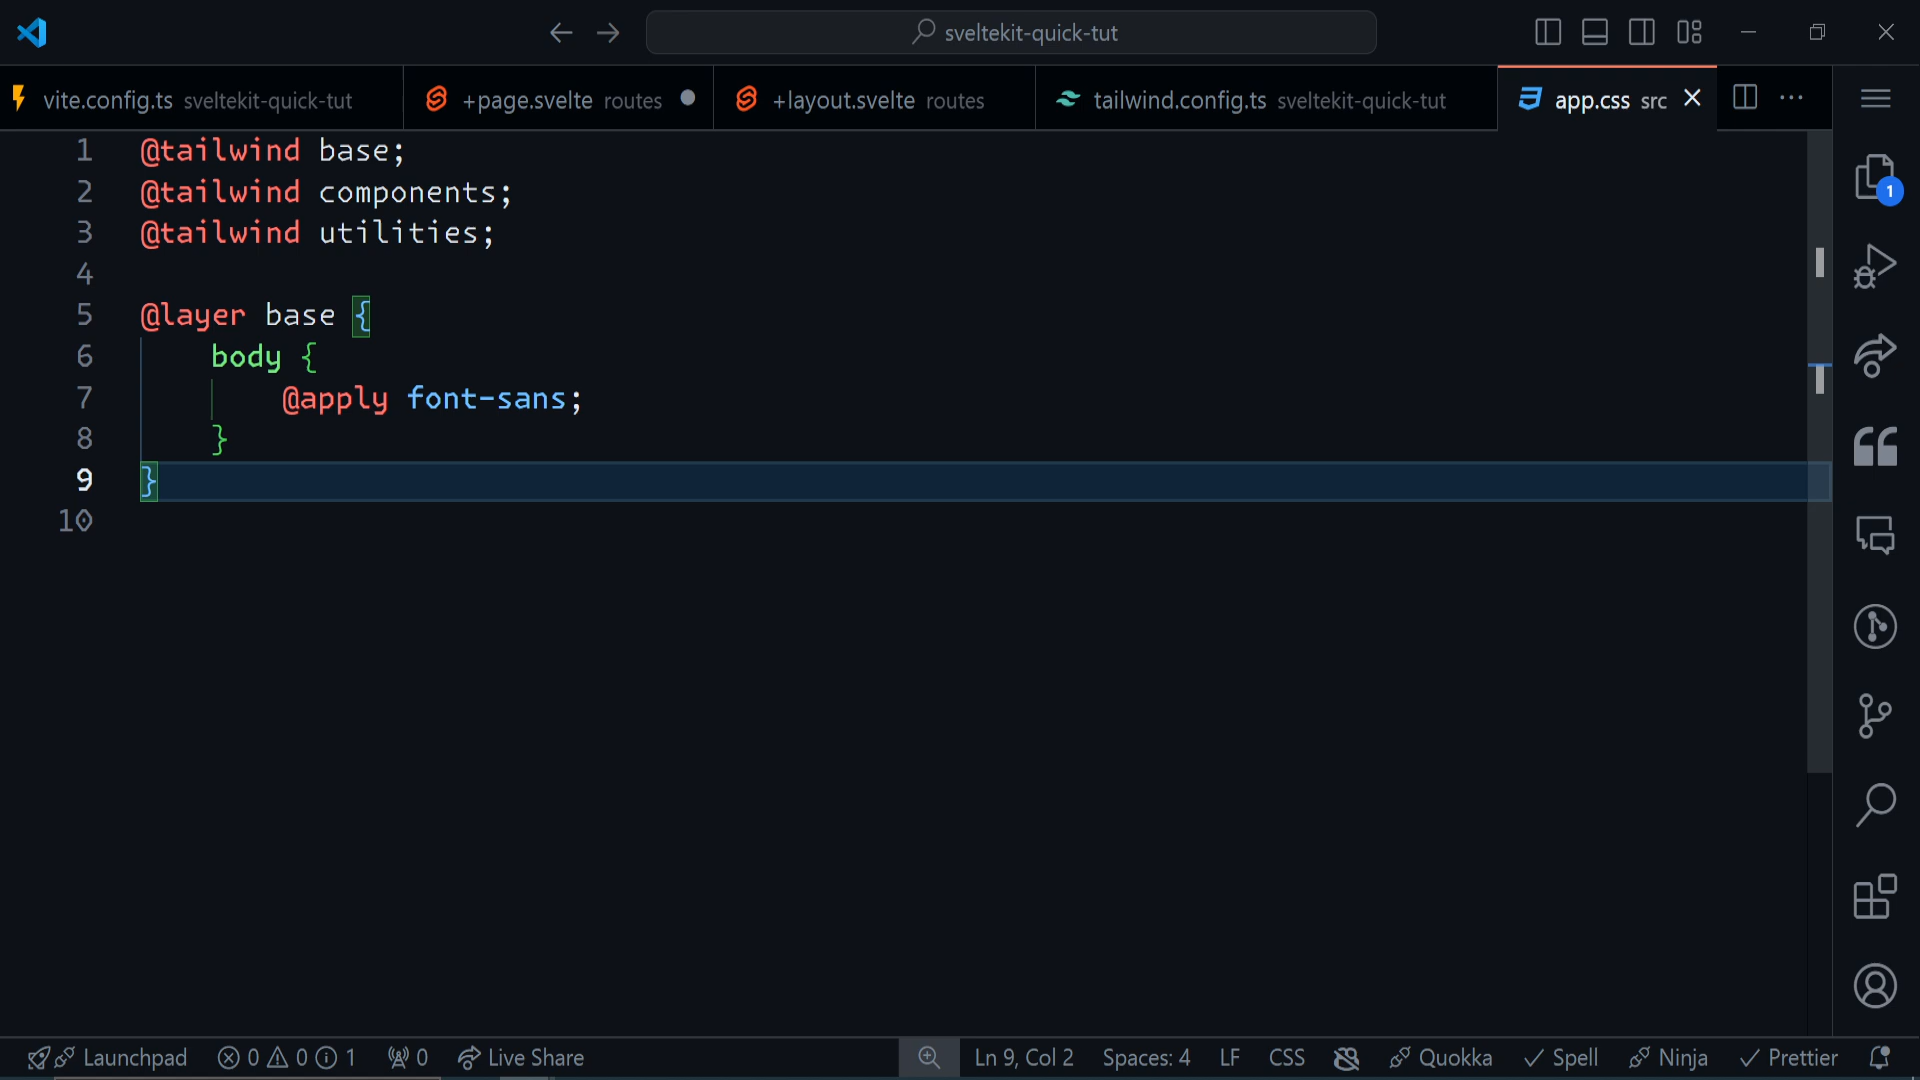 sveltekit-quick-tut
vite.config.ts sveltekit-quick-tut
+page.svelte routes
+layout.svelte routes
tailwind.config.ts sveltekit-quick-tut
app.css src
1 @tailwind base;
2 @tailwind components;
3 @tailwind utilities;
4
5 @layer base {
6 body {
7 @apply font-sans;
8 }
9 }
10
1
Launchpad 0 0 1 0 Live Share Ln 9, Col 2 Spaces: 4 LF CSS Quokka Spell Ninja Prettier